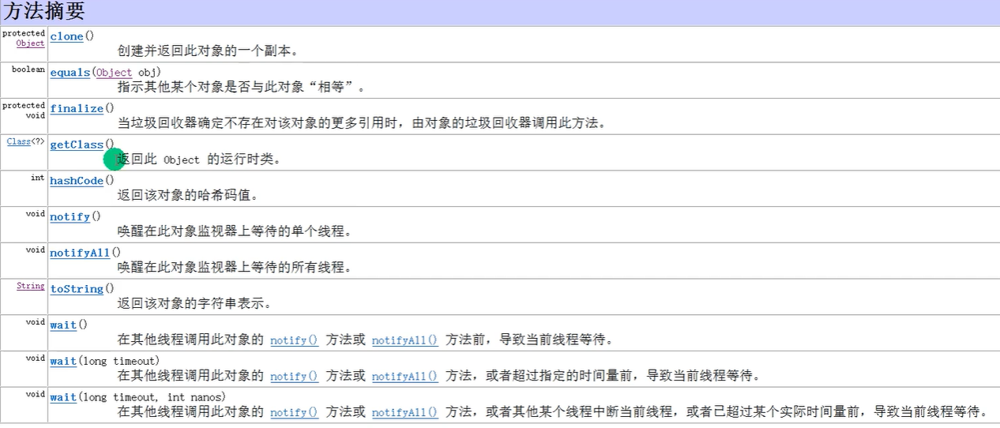 方法摘要
protected Object clone()
创建并返回此对象的一个副本。
boolean equals(Object obj)
指示其他某个对象是否与此对象“相等”。
protected void finalize()
当垃圾回收器确定不存在对该对象的更多引用时，由对象的垃圾回收器调用此方法。
Class<?> getClass()
返回此 Object 的运行时类。
int hashCode()
返回该对象的哈希码值。
void notify()
唤醒在此对象监视器上等待的单个线程。
void notifyAll()
唤醒在此对象监视器上等待的所有线程。
String toString()
返回该对象的字符串表示。
void wait()
在其他线程调用此对象的 notify() 方法或 notifyAll() 方法前，导致当前线程等待。
void wait(long timeout)
在其他线程调用此对象的 notify() 方法或 notifyAll() 方法，或者超过指定的时间量前，导致当前线程等待。
void wait(long timeout, int nanos)
在其他线程调用此对象的 notify() 方法或 notifyAll() 方法，或者其他某个线程中断当前线程，或者已超过某个实际时间量前，导致当前线程等待。